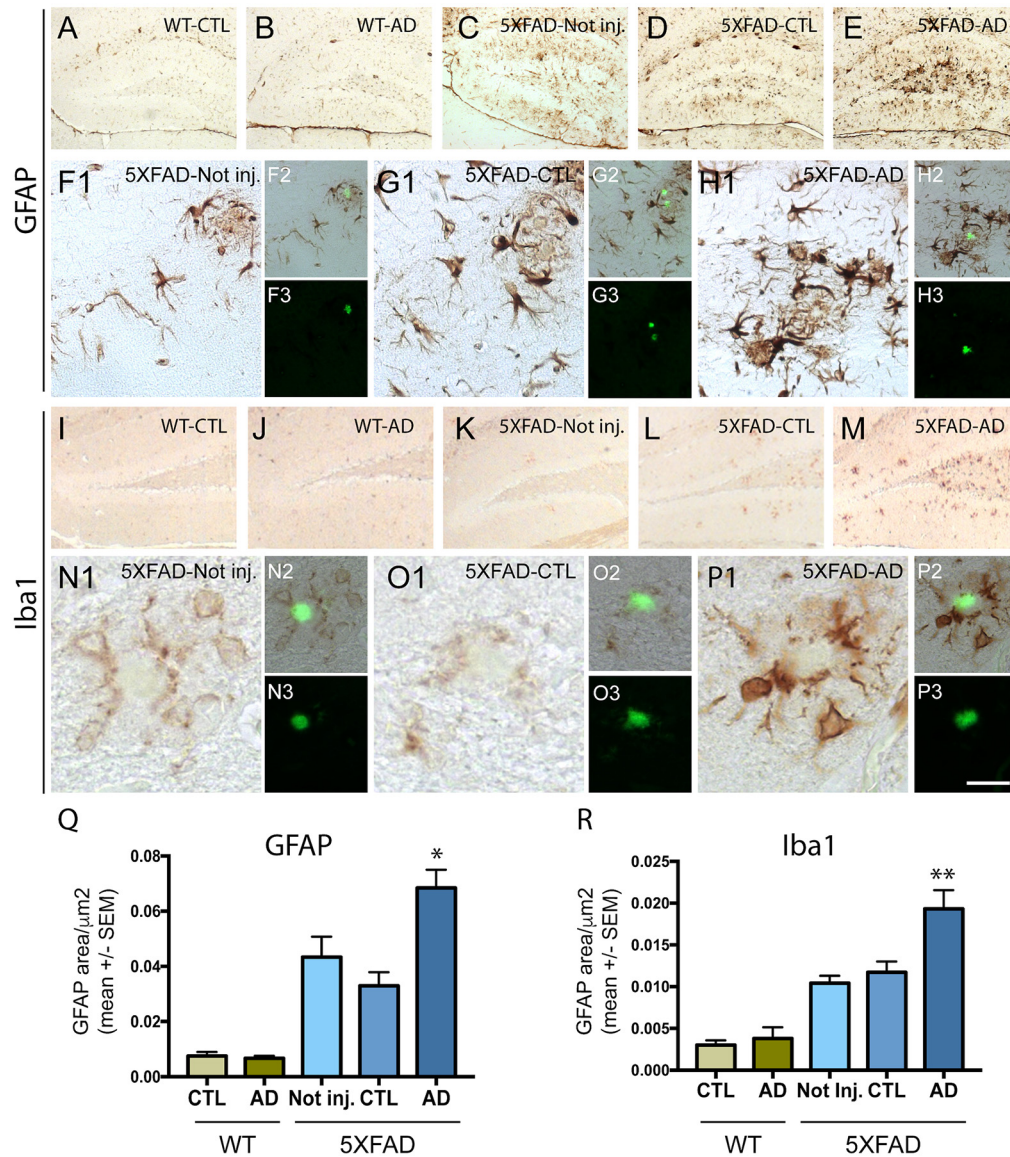 A WT-CTL
B WT-AD
C 5XFAD-Not inj.
D 5XFAD-CTL
E 5XFAD-AD
GFAP
F1 5XFAD-Not inj.
F2
F3
G1 5XFAD-CTL
G2
G3
H1 5XFAD-AD
H2
H3
I WT-CTL
J WT-AD
K 5XFAD-Not inj.
L 5XFAD-CTL
M 5XFAD-AD
Iba1
N1 5XFAD-Not inj.
N2
N3
O1 5XFAD-CTL
O2
O3
P1 5XFAD-AD
P2
P3
Q
GFAP
GFAP area/μm2
(mean +/- SEM)
0.08
0.06
0.04
0.02
0.00
*
CTL AD Not inj. CTL AD
WT 5XFAD
R
Iba1
GFAP area/μm2
(mean +/- SEM)
0.025
0.020
0.015
0.010
0.005
0.000
**
CTL AD Not Inj. CTL AD
WT 5XFAD